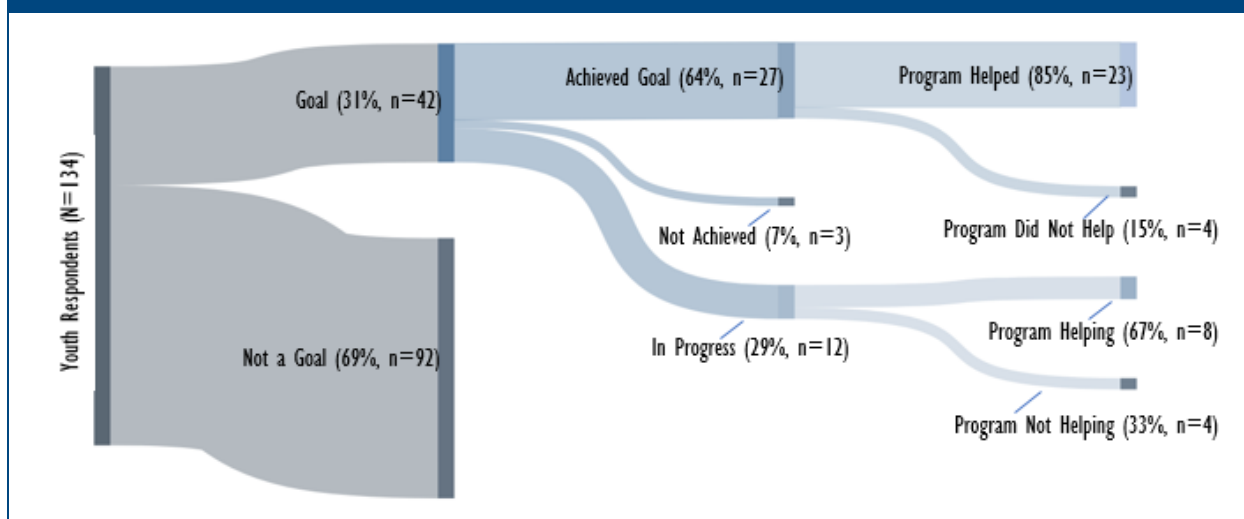 Youth Respondents (N=134)
Goal (31%, n=42)
Not a Goal (69%, n=92)
Achieved Goal (64%, n=27)
Not Achieved (7%, n=3)
In Progress (29%, n=12)
Program Helped (85%, n=23)
Program Did Not Help (15%, n=4)
Program Helping (67%, n=8)
Program Not Helping (33%, n=4)